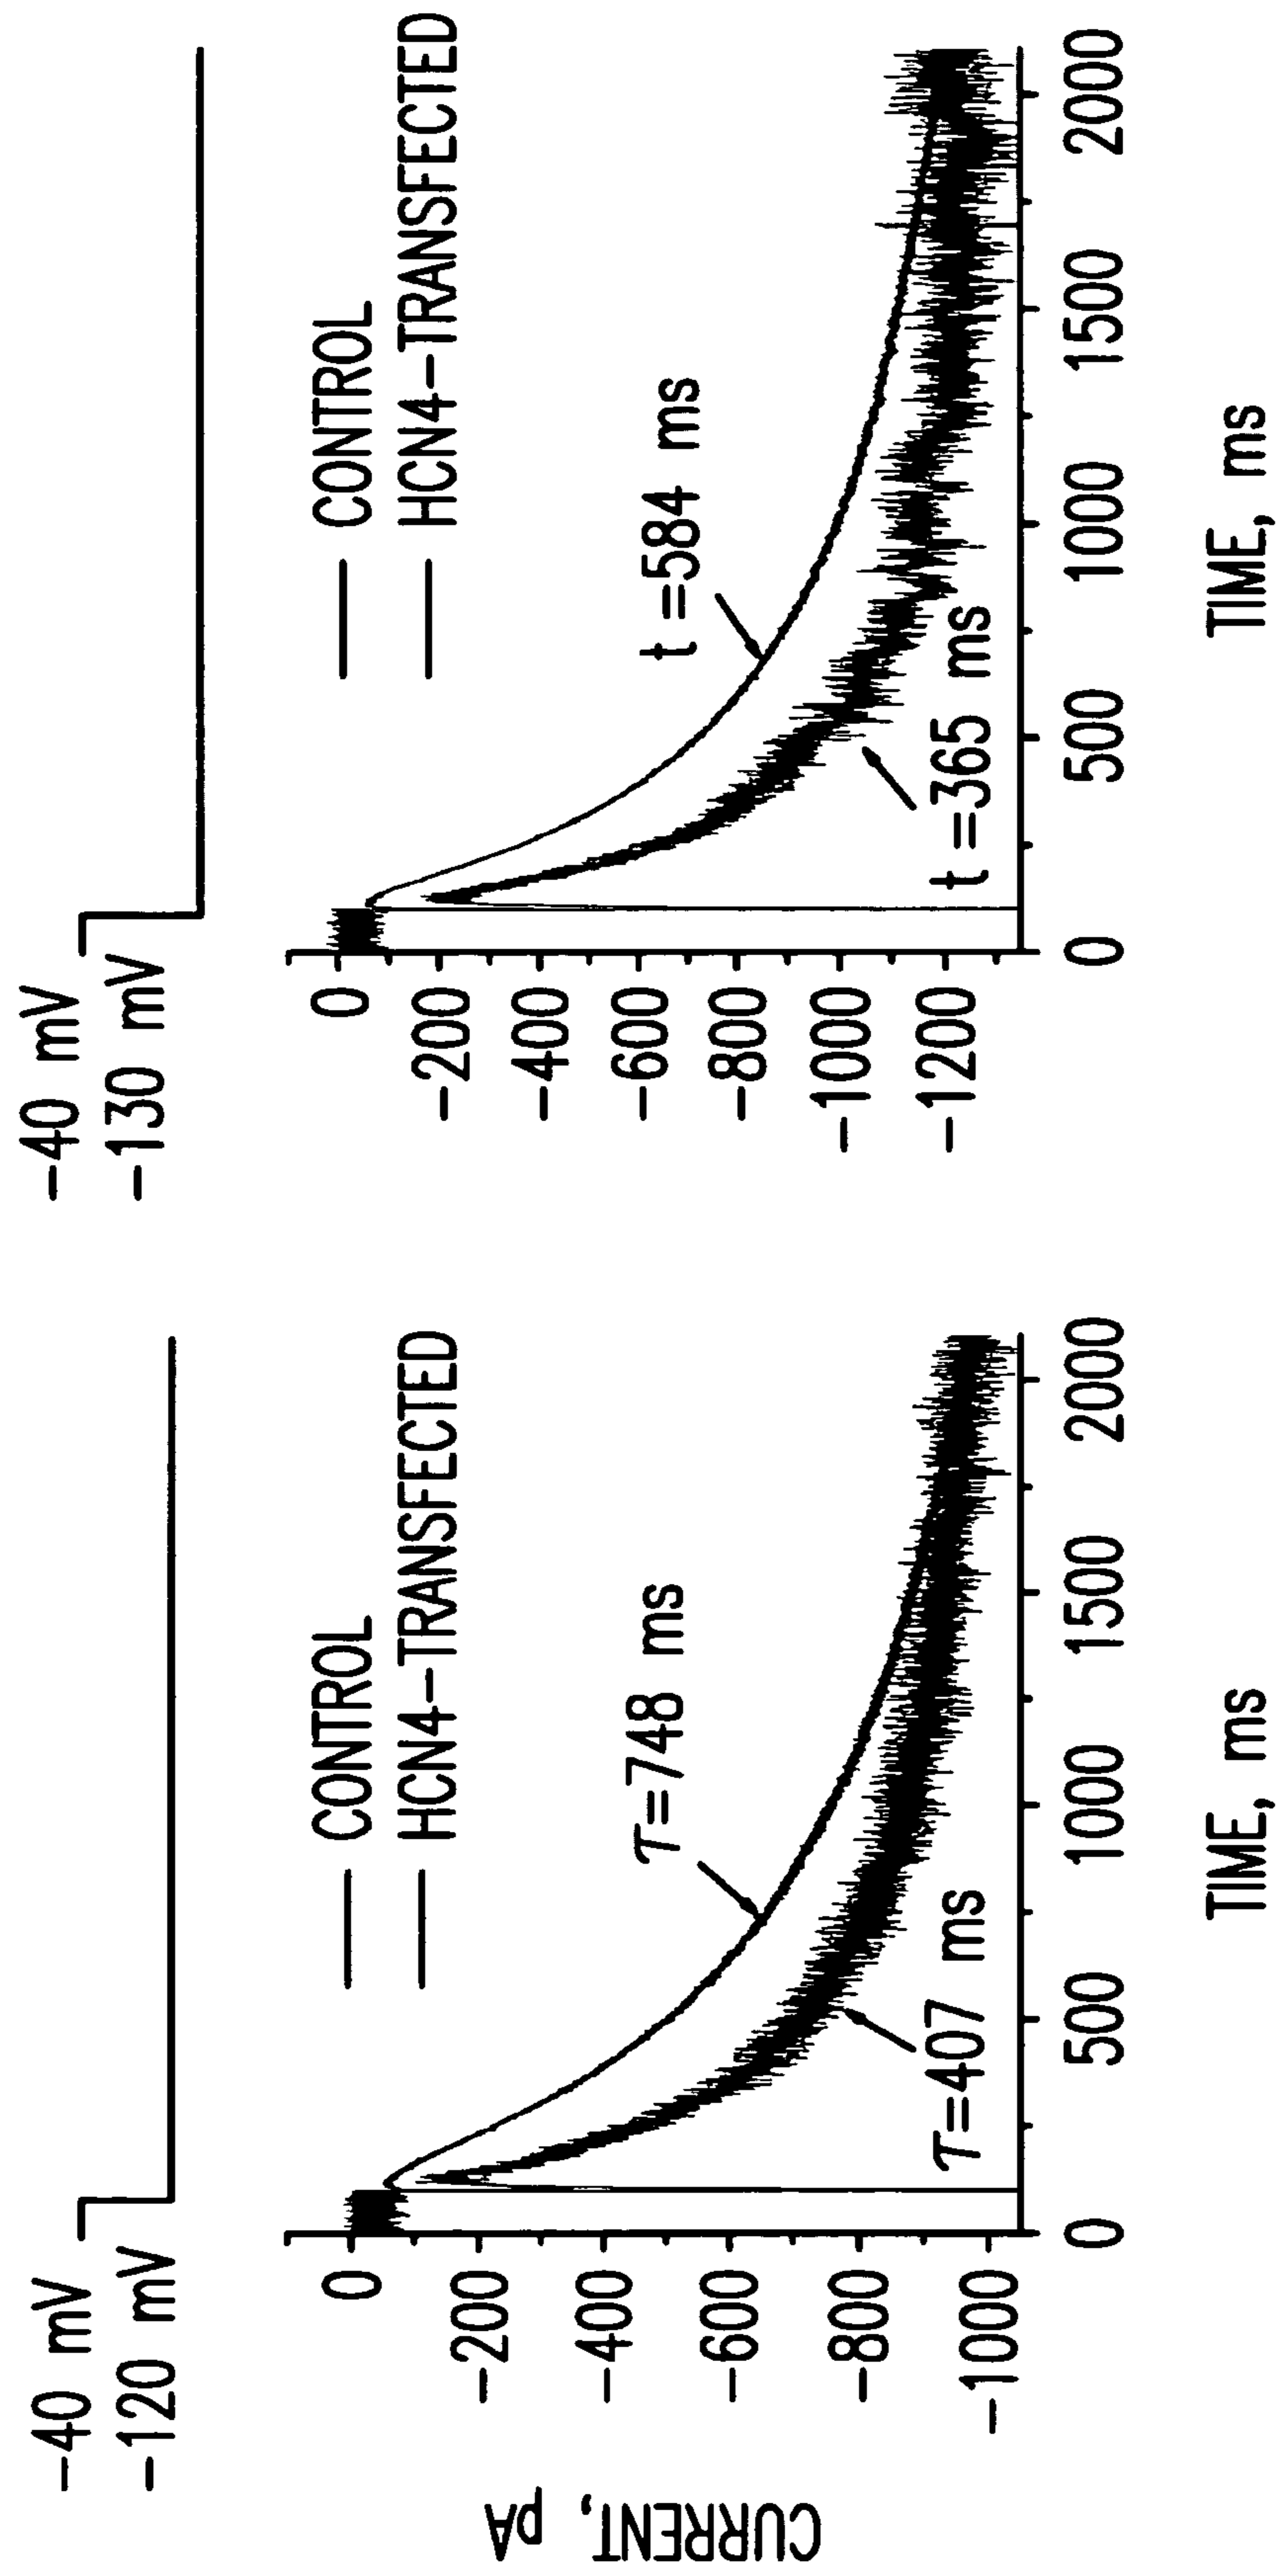 -40 mV
-120 mV
CONTROL
HCN4-TRANSFECTED
τ=748 ms
τ=407 ms
0
-200
-400
-600
-800
-1000
CURRENT, pA
0
500
1000
1500
2000
TIME, ms
-40 mV
-130 mV
CONTROL
HCN4-TRANSFECTED
t =584 ms
t =365 ms
0
-200
-400
-600
-800
-1000
-1200
0
500
1000
1500
2000
TIME, ms